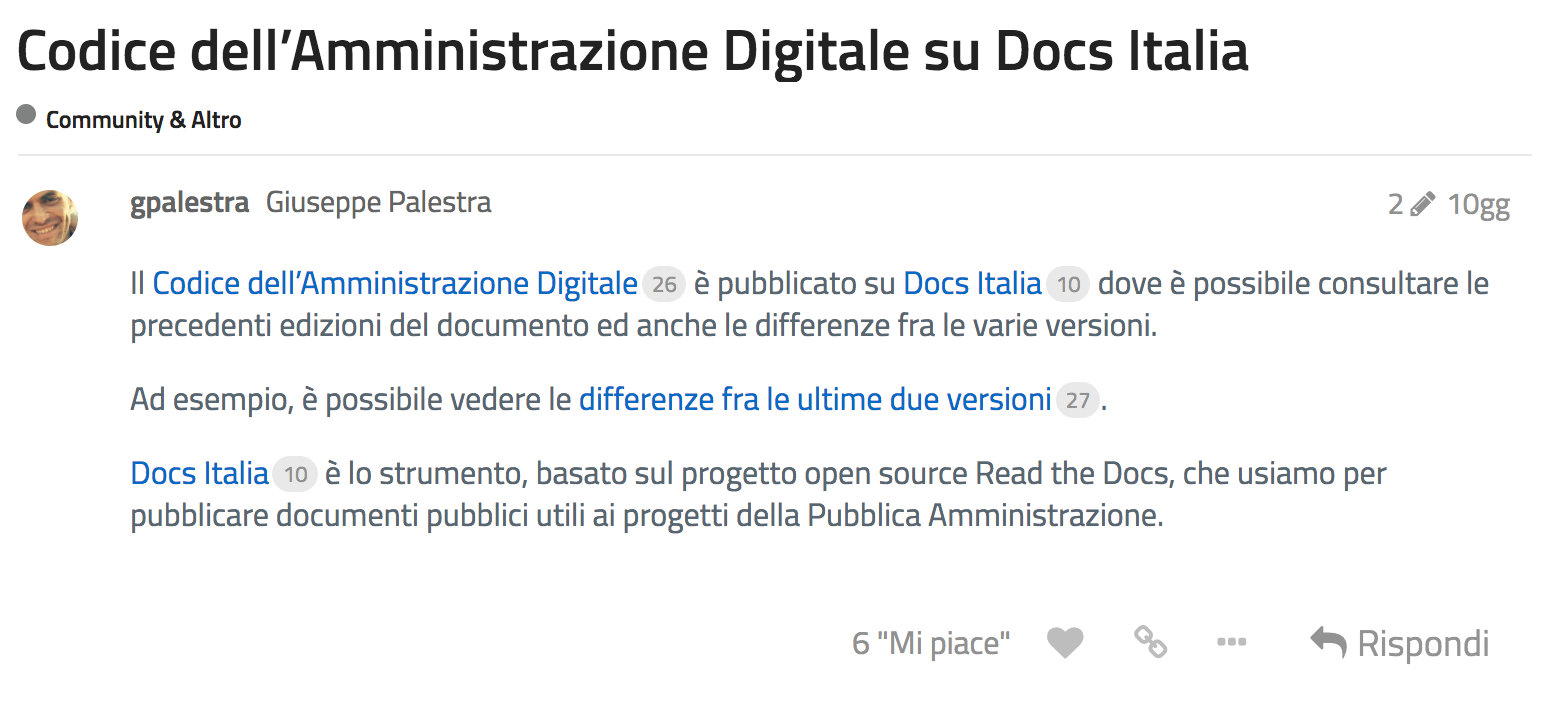 Codice dell’Amministrazione Digitale su Docs Italia
Community & Altro
gpalestra Giuseppe Palestra 2 10gg
Il Codice dell’Amministrazione Digitale 26 è pubblicato su Docs Italia 10 dove è possibile consultare le
precedenti edizioni del documento ed anche le differenze fra le varie versioni.
Ad esempio, è possibile vedere le differenze fra le ultime due versioni 27 .
Docs Italia 10 è lo strumento, basato sul progetto open source Read the Docs, che usiamo per
pubblicare documenti pubblici utili ai progetti della Pubblica Amministrazione.
6 "Mi piace" Rispondi